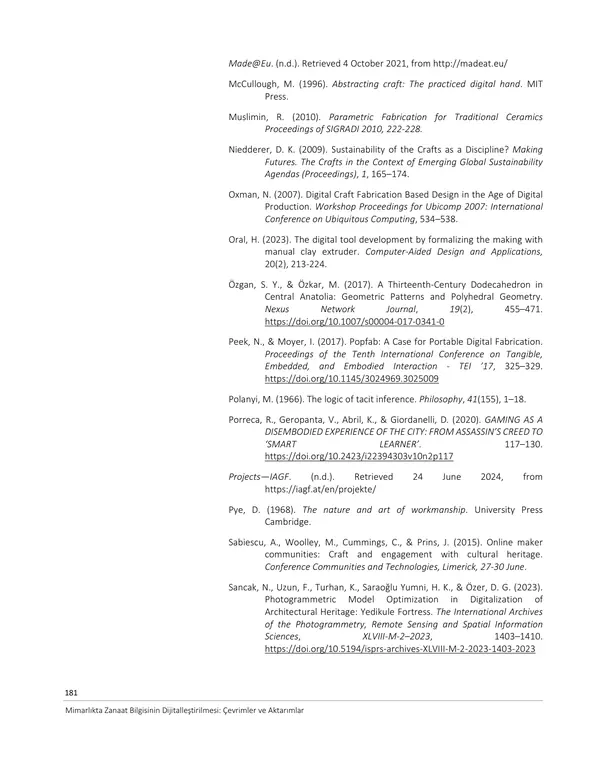 Made@Eu. (n.d.). Retrieved 4 October 2021, from http://madeat.eu/
McCullough, M. (1996). Abstracting craft: The practiced digital hand. MIT
Press.
Muslimin, R. (2010). Parametric Fabrication for Traditional Ceramics
Proceedings of SIGRADI 2010, 222-228.
Niedderer, D. K. (2009). Sustainability of the Crafts as a Discipline? Making
Futures. The Crafts in the Context of Emerging Global Sustainability
Agendas (Proceedings), 1, 165–174.
Oxman, N. (2007). Digital Craft Fabrication Based Design in the Age of Digital
Production. Workshop Proceedings for Ubicomp 2007: International
Conference on Ubiquitous Computing, 534–538.
Oral, H. (2023). The digital tool development by formalizing the making with
manual clay extruder. Computer-Aided Design and Applications,
20(2), 213-224.
Özgan, S. Y., & Özkar, M. (2017). A Thirteenth-Century Dodecahedron in
Central Anatolia: Geometric Patterns and Polyhedral Geometry.
Nexus Network Journal, 19(2), 455–471.
https://doi.org/10.1007/s00004-017-0341-0
Peek, N., & Moyer, I. (2017). Popfab: A Case for Portable Digital Fabrication.
Proceedings of the Tenth International Conference on Tangible,
Embedded, and Embodied Interaction - TEI ’17, 325–329.
https://doi.org/10.1145/3024969.3025009
Polanyi, M. (1966). The logic of tacit inference. Philosophy, 41(155), 1–18.
Porreca, R., Geropanta, V., Abril, K., & Giordanelli, D. (2020). GAMING AS A
DISEMBODIED EXPERIENCE OF THE CITY: FROM ASSASSIN’S CREED TO
‘SMART LEARNER’. 117–130.
https://doi.org/10.2423/i22394303v10n2p117
Projects—IAGF. (n.d.). Retrieved 24 June 2024, from
https://iagf.at/en/projekte/
Pye, D. (1968). The nature and art of workmanship. University Press
Cambridge.
Sabiescu, A., Woolley, M., Cummings, C., & Prins, J. (2015). Online maker
communities: Craft and engagement with cultural heritage.
Conference Communities and Technologies, Limerick, 27-30 June.
Sancak, N., Uzun, F., Turhan, K., Saraoğlu Yumni, H. K., & Özer, D. G. (2023).
Photogrammetric Model Optimization in Digitalization of
Architectural Heritage: Yedikule Fortress. The International Archives
of the Photogrammetry, Remote Sensing and Spatial Information
Sciences, XLVIII-M-2–2023, 1403–1410.
https://doi.org/10.5194/isprs-archives-XLVIII-M-2-2023-1403-2023
181
Mimarlıkta Zanaat Bilgisinin Dijitalleştirilmesi: Çevrimler ve Aktarımlar